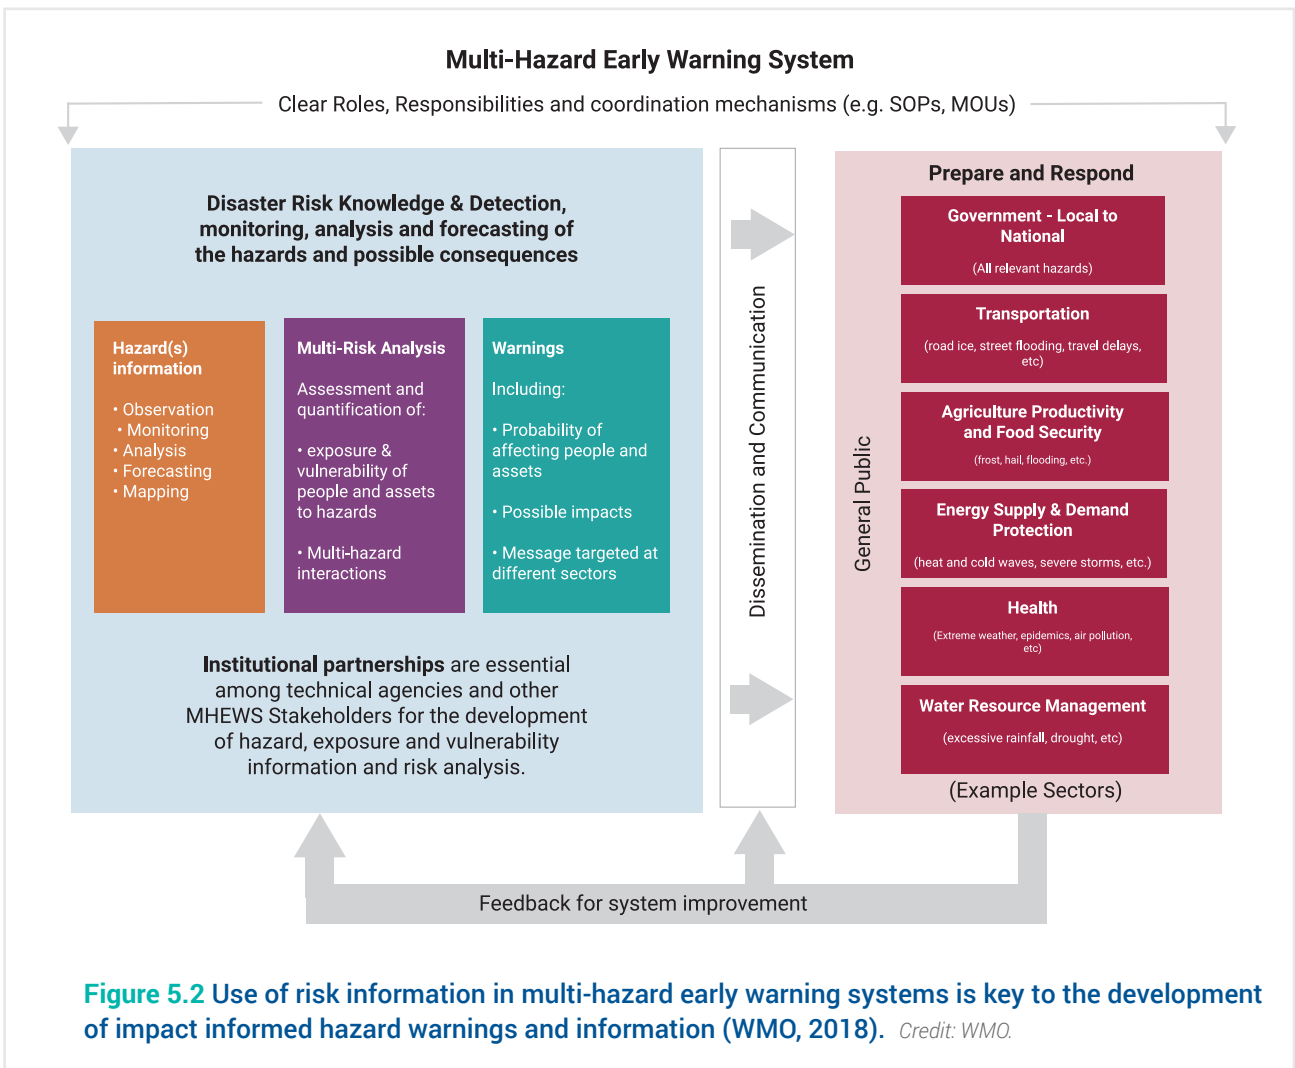 Multi-Hazard Early Warning System
Clear Roles, Responsibilities and coordination mechanisms (e.g. SOPs, MOUs)
Disaster Risk Knowledge & Detection,
monitoring, analysis and forecasting of
the hazards and possible consequences
Hazard(s)
information
• Observation
• Monitoring
• Analysis
• Forecasting
• Mapping
Multi-Risk Analysis
Assessment and
quantification of:
• exposure &
vulnerability of
people and assets
to hazards
• Multi-hazard
interactions
Warnings
Including:
• Probability of
affecting people and
assets
• Possible impacts
• Message targeted at
different sectors
Institutional partnerships are essential
among technical agencies and other
MHEWS Stakeholders for the development
of hazard, exposure and vulnerability
information and risk analysis.
Dissemination and Communication
Prepare and Respond
General Public
Government - Local to
National
(All relevant hazards)
Transportation
(road ice, street flooding, travel delays,
etc)
Agriculture Productivity
and Food Security
(frost, hail, flooding, etc.)
Energy Supply & Demand
Protection
(heat and cold waves, severe storms, etc.)
Health
(Extreme weather, epidemics, air pollution,
etc)
Water Resource Management
(excessive rainfall, drought, etc)
(Example Sectors)
Feedback for system improvement
Figure 5.2 Use of risk information in multi-hazard early warning systems is key to the development
of impact informed hazard warnings and information (WMO, 2018). Credit: WMO.